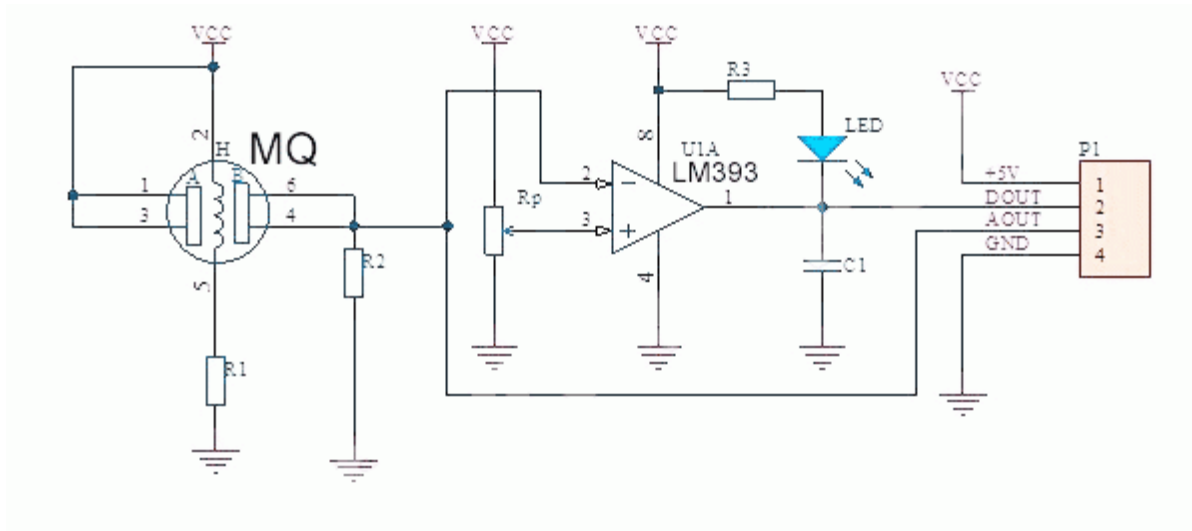 VCC
VCC
VCC
R3
VCC
2
H
MQ
8
U1A
LM393
LED
P1
1
A
B
6
2
−
1
+5V
1
DOUT
2
3
4
Rp
3
+
AOUT
3
GND
4
5
R2
4
C1
R1